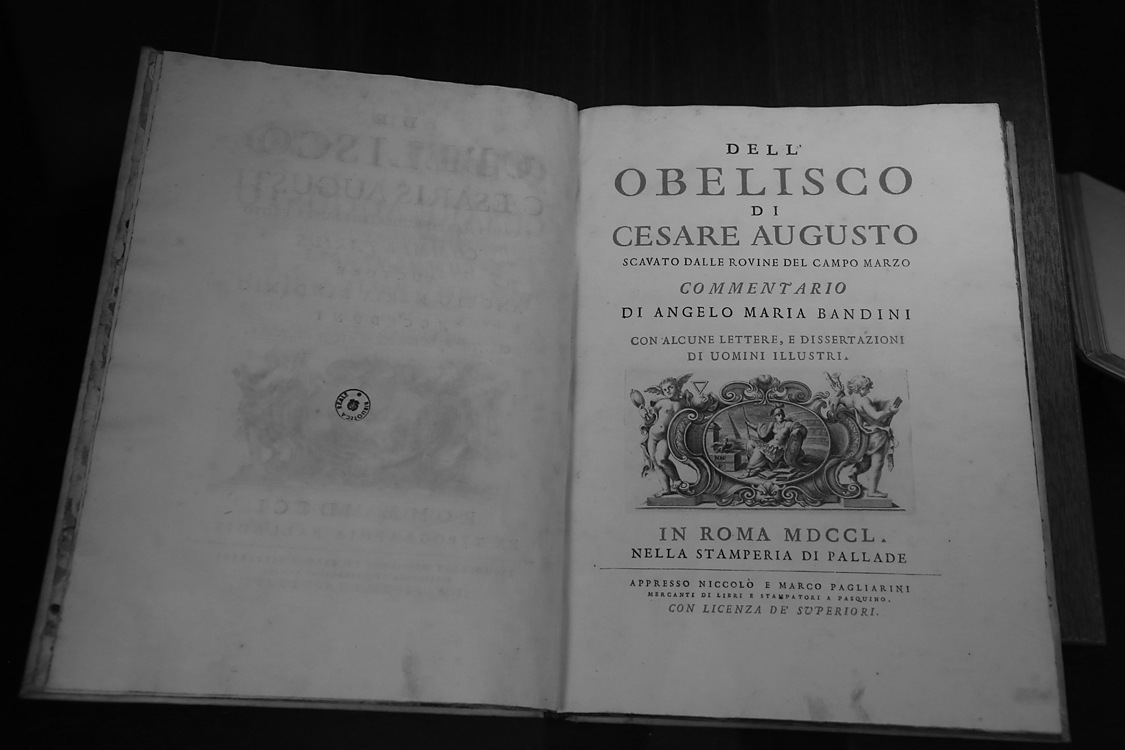 DELL'
OBELISCO
DI
CESARE AUGUSTO
SCAVATO DALLE ROVINE DEL CAMPO MARZO
COMMENTARIO
DI ANGELO MARIA BANDINI
CON ALCUNE LETTERE, E DISSERTAZIONI
DI UOMINI ILLUSTRI.
IN ROMA MDCCL.
NELLA STAMPERIA DI PALLADE
APPRESSO NICCOLÒ E MARCO PAGLIARINI
MERCANTI DI LIBRI E STAMPATORI A PASQUINO.
CON LICENZA DE' SUPERIORI.